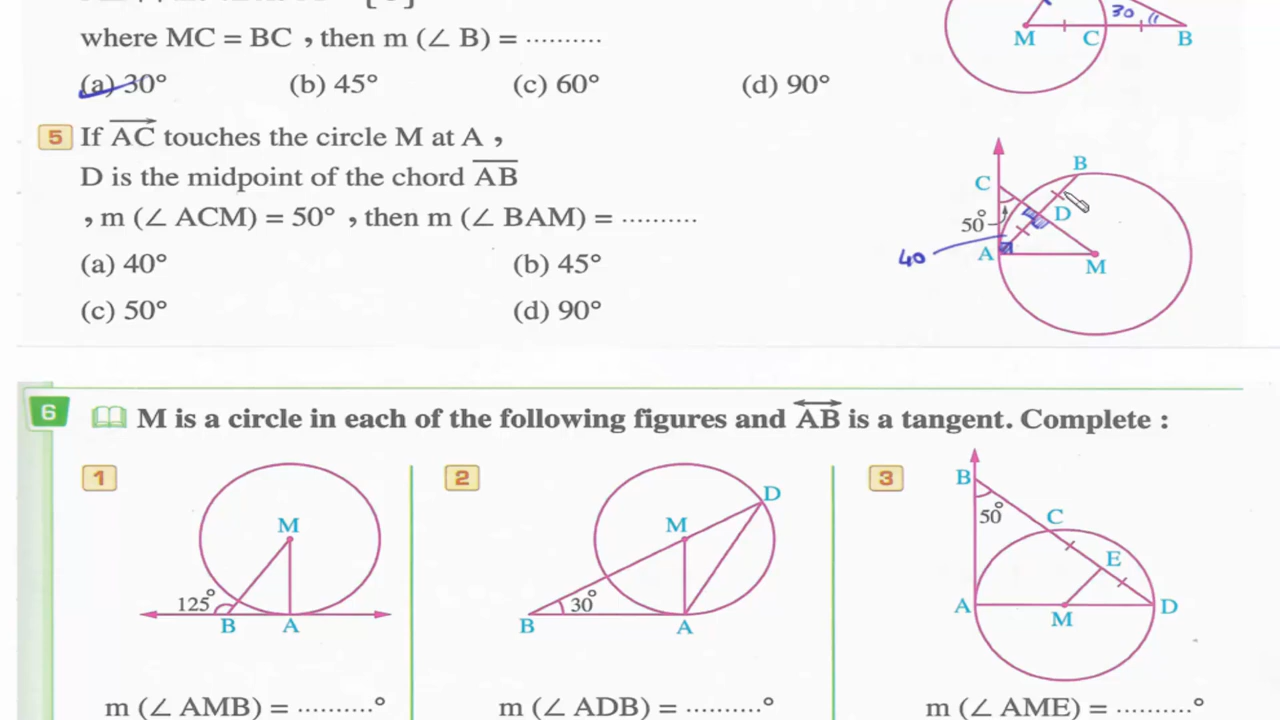 where MC = BC , then m (∠ B) = ..........
(a) 30°
(b) 45°
(c) 60°
(d) 90°
30
M C B
5 If AC touches the circle M at A ,
D is the midpoint of the chord AB
, m (∠ ACM) = 50° , then m (∠ BAM) = ..........
(a) 40°
(b) 45°
(c) 50°
(d) 90°
B
C
D
50°
40
A
M
6 M is a circle in each of the following figures and AB is a tangent. Complete :
1
M
125°
B A
m (∠ AMB) = ..........°
2
D
M
30°
B A
m (∠ ADB) = ..........°
3
B
50°
C
E
A M D
m (∠ AME) = ..........°